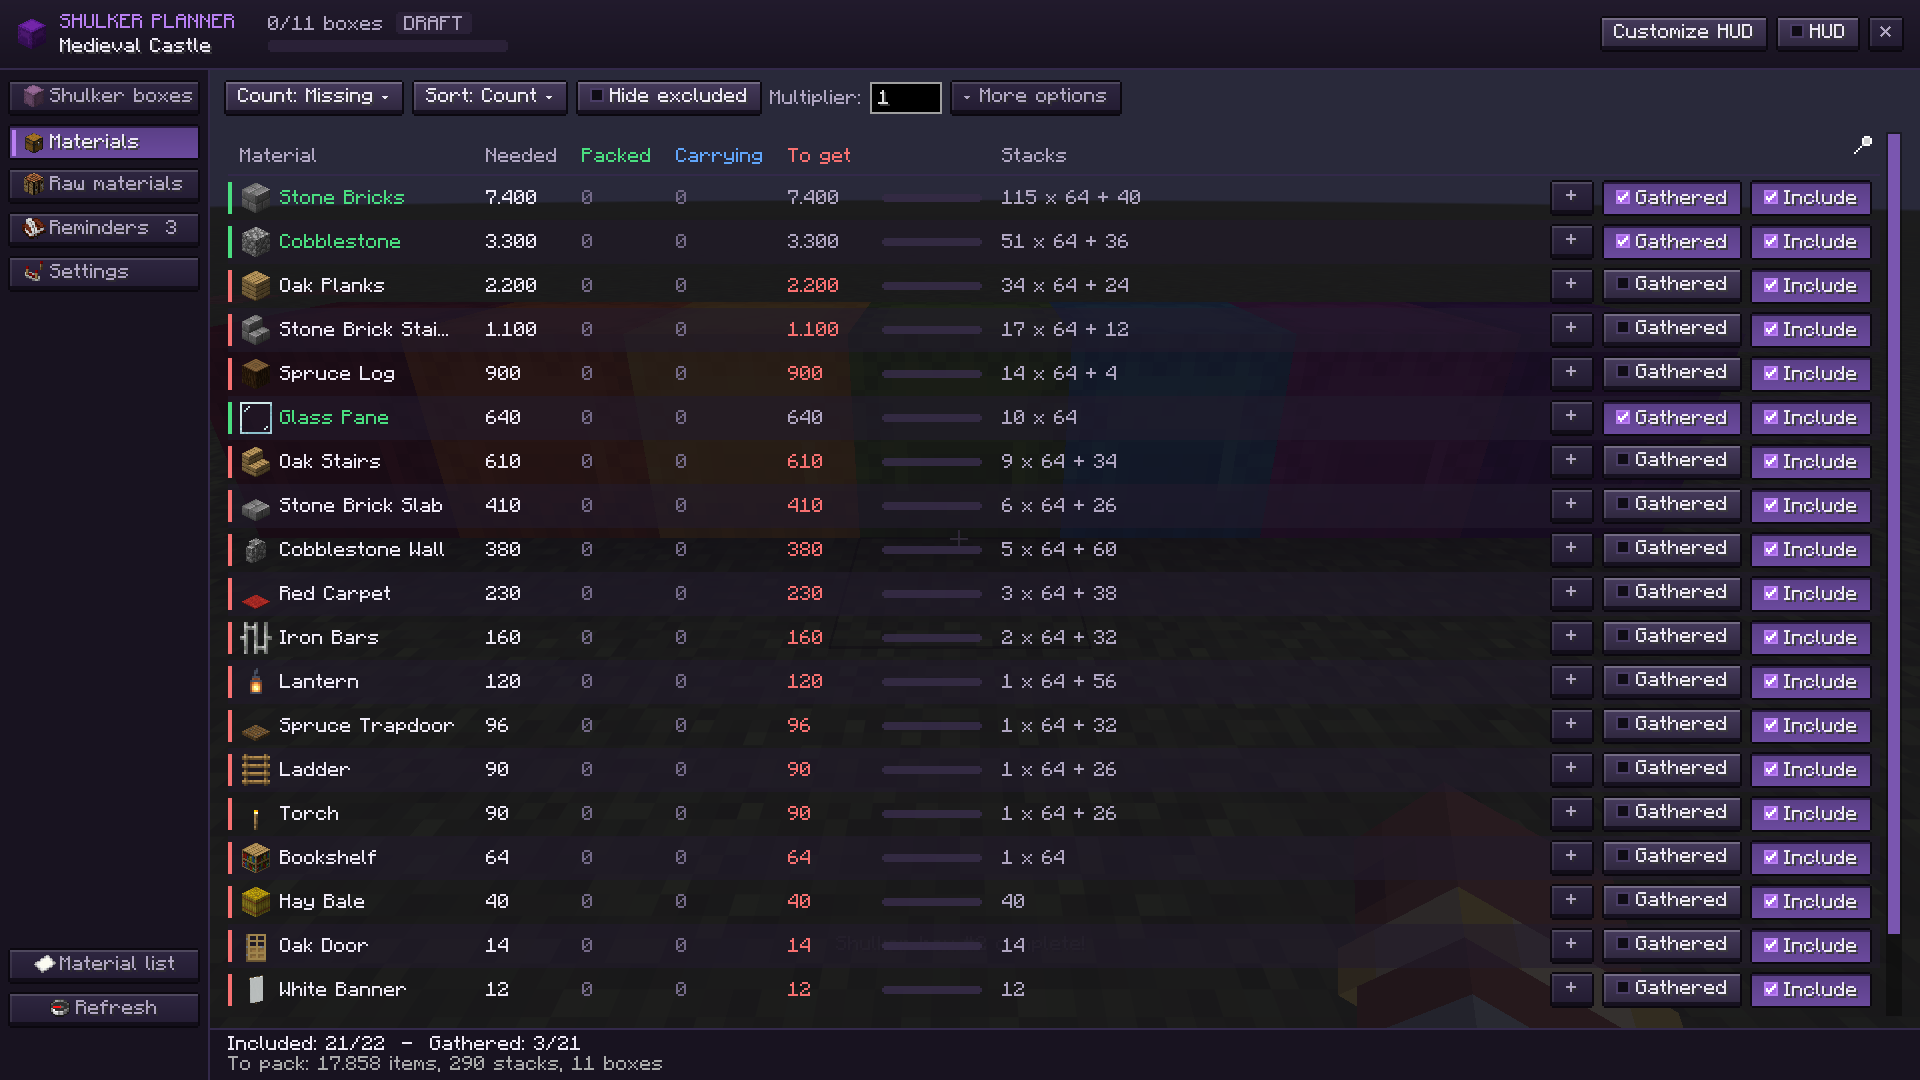 SHULKER PLANNER
Medieval Castle
0/11 boxes DRAFT
Customize HUD HUD ×
Shulker boxes
Materials
Raw materials
Reminders 3
Settings
Material list
Refresh
Count: Missing Sort: Count Hide excluded Multiplier: 1 - More options
Material Needed Packed Carrying To get Stacks
Stone Bricks 7.400 0 0 7.400 115 x 64 + 40 + Gathered Include
Cobblestone 3.300 0 0 3.300 51 x 64 + 36 + Gathered Include
Oak Planks 2.200 0 0 2.200 34 x 64 + 24 + Gathered Include
Stone Brick Stai... 1.100 0 0 1.100 17 x 64 + 12 + Gathered Include
Spruce Log 900 0 0 900 14 x 64 + 4 + Gathered Include
Glass Pane 640 0 0 640 10 x 64 + Gathered Include
Oak Stairs 610 0 0 610 9 x 64 + 34 + Gathered Include
Stone Brick Slab 410 0 0 410 6 x 64 + 26 + Gathered Include
Cobblestone Wall 380 0 0 380 5 x 64 + 60 + Gathered Include
Red Carpet 230 0 0 230 3 x 64 + 38 + Gathered Include
Iron Bars 160 0 0 160 2 x 64 + 32 + Gathered Include
Lantern 120 0 0 120 1 x 64 + 56 + Gathered Include
Spruce Trapdoor 96 0 0 96 1 x 64 + 32 + Gathered Include
Ladder 90 0 0 90 1 x 64 + 26 + Gathered Include
Torch 90 0 0 90 1 x 64 + 26 + Gathered Include
Bookshelf 64 0 0 64 1 x 64 + Gathered Include
Hay Bale 40 0 0 40 40 + Gathered Include
Oak Door 14 0 0 14 14 + Gathered Include
White Banner 12 0 0 12 12 + Gathered Include
Included: 21/22 - Gathered: 3/21
To pack: 17.858 items, 290 stacks, 11 boxes